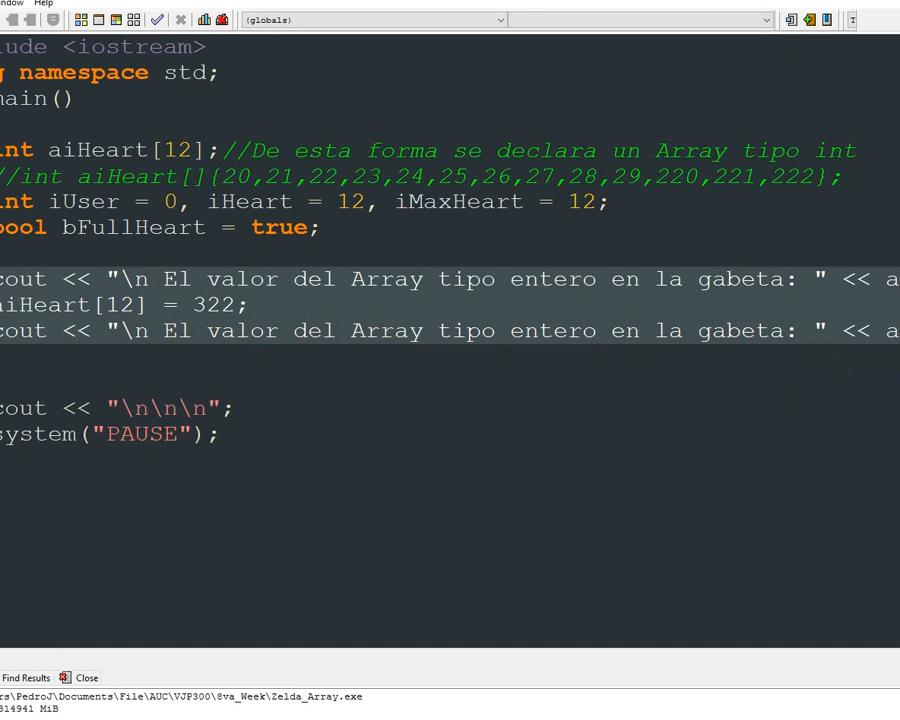 indow Help
(globals)
lude <iostream>
g namespace std;
main()
int aiHeart[12];//De esta forma se declara un Array tipo int
//int aiHeart[]{20,21,22,23,24,25,26,27,28,29,220,221,222};
int iUser = 0, iHeart = 12, iMaxHeart = 12;
bool bFullHeart = true;
cout << "\n El valor del Array tipo entero en la gabeta: " << a
aiHeart[12] = 322;
cout << "\n El valor del Array tipo entero en la gabeta: " << a
cout << "\n\n\n";
system("PAUSE");
Find Results Close
rs\PedroJ\Documents\File\AUC\VJP300\8va_Week\Zelda_Array.exe
814941 MiB